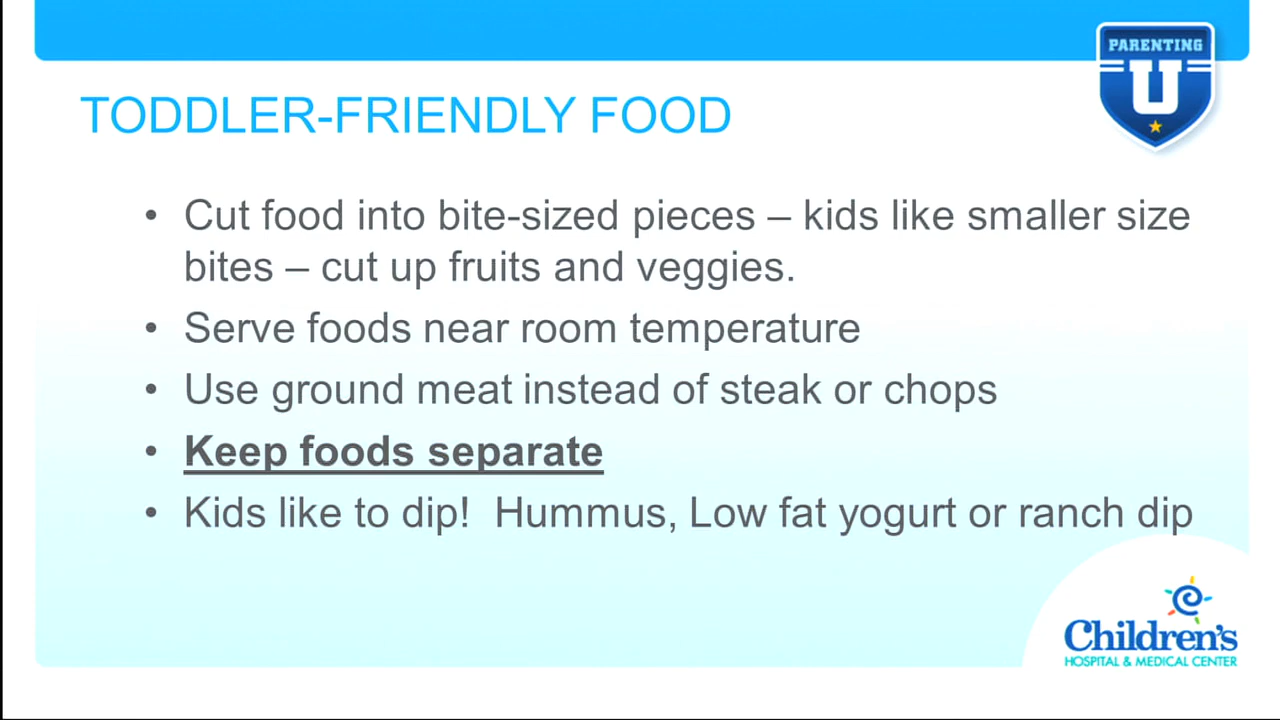 PARENTING
U
TODDLER-FRIENDLY FOOD
• Cut food into bite-sized pieces – kids like smaller size
bites – cut up fruits and veggies.
• Serve foods near room temperature
• Use ground meat instead of steak or chops
• Keep foods separate
• Kids like to dip!  Hummus, Low fat yogurt or ranch dip
Children's
HOSPITAL & MEDICAL CENTER